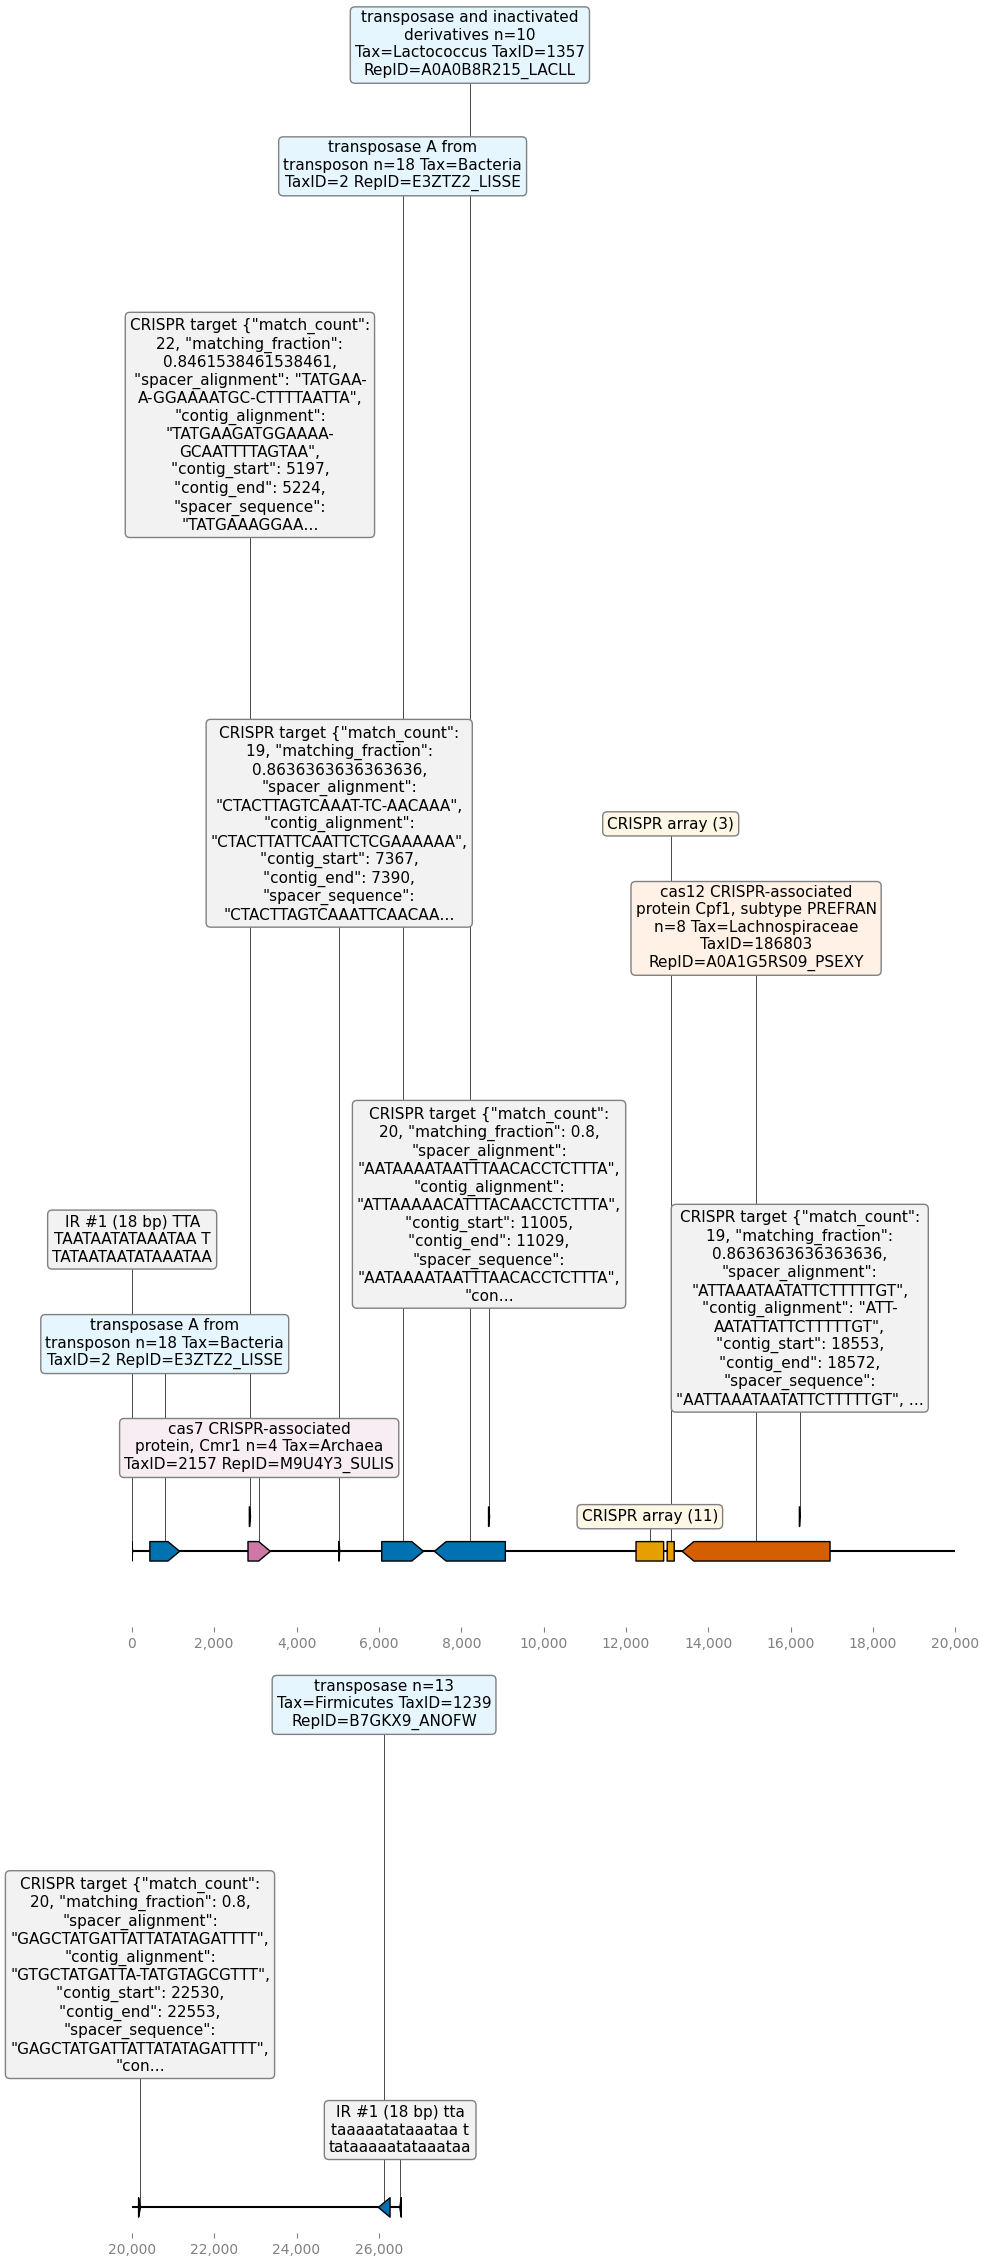 transposase and inactivated
derivatives n=10
Tax=Lactococcus TaxID=1357
RepID=A0A0B8R215_LACLL
transposase A from
transposon n=18 Tax=Bacteria
TaxID=2 RepID=E3ZTZ2_LISSE
CRISPR target {"match_count":
22, "matching_fraction":
0.8461538461538461,
"spacer_alignment": "TATGAA-
A-GGAAAATGC-CTTTTAATTA",
"contig_alignment":
"TATGAAGATGGAAAA-
GCAATTTTAGTAA",
"contig_start": 5197,
"contig_end": 5224,
"spacer_sequence":
"TATGAAAGGAA...
CRISPR target {"match_count":
19, "matching_fraction":
0.8636363636363636,
"spacer_alignment":
"CTACTTAGTCAAAT-TC-AACAAA",
"contig_alignment":
"CTACTTATTCAATTCTCGAAAAAA",
"contig_start": 7367,
"contig_end": 7390,
"spacer_sequence":
"CTACTTAGTCAAATTCAACAA...
CRISPR array (3)
cas12 CRISPR-associated
protein Cpf1, subtype PREFRAN
n=8 Tax=Lachnospiraceae
TaxID=186803
RepID=A0A1G5RS09_PSEXY
CRISPR target {"match_count":
20, "matching_fraction": 0.8,
"spacer_alignment":
"AATAAAATAATTTAACACCTCTTTA",
"contig_alignment":
"ATTAAAAACATTTACAACCTCTTTA",
"contig_start": 11005,
"contig_end": 11029,
"spacer_sequence":
"AATAAAATAATTTAACACCTCTTTA",
"con...
IR #1 (18 bp) TTA
TAATAATATAAATAA T
TATAATAATATAAATAA
CRISPR target {"match_count":
19, "matching_fraction":
0.8636363636363636,
"spacer_alignment":
"ATTAAATAATATTCTTTTTGT",
"contig_alignment": "ATT-
AATATTATTCTTTTTGT",
"contig_start": 18553,
"contig_end": 18572,
"spacer_sequence":
"AATTAAATAATATTCTTTTTGT", ...
transposase A from
transposon n=18 Tax=Bacteria
TaxID=2 RepID=E3ZTZ2_LISSE
cas7 CRISPR-associated
protein, Cmr1 n=4 Tax=Archaea
TaxID=2157 RepID=M9U4Y3_SULIS
CRISPR array (11)
0
2,000
4,000
6,000
8,000
10,000
12,000
14,000
16,000
18,000
20,000
transposase n=13
Tax=Firmicutes TaxID=1239
RepID=B7GKX9_ANOFW
CRISPR target {"match_count":
20, "matching_fraction": 0.8,
"spacer_alignment":
"GAGCTATGATTATTATATAGATTTT",
"contig_alignment":
"GTGCTATGATTA-TATGTAGCGTTT",
"contig_start": 22530,
"contig_end": 22553,
"spacer_sequence":
"GAGCTATGATTATTATATAGATTTT",
"con...
IR #1 (18 bp) tta
taaaaatataaataa t
tataaaaatataaataa
20,000
22,000
24,000
26,000